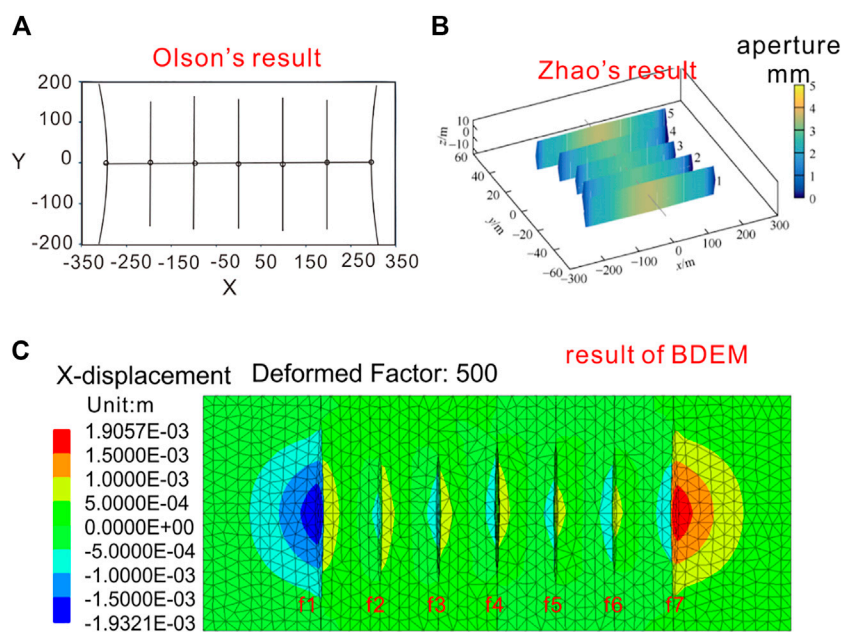 A
Olson's result
200
100
0
-100
-200
Y
-350
-250
-150
-50
50
150
250
350
X
B
Zhao's result
aperture
mm
5
4
3
2
1
0
10
0
-10
z/m
60
40
20
0
-20
-40
-60
y/m
-300
-200
-100
0
100
200
300
x/m
5
4
3
2
1
C
result of BDEM
X-displacement Deformed Factor: 500
Unit:m
1.9057E-03
1.5000E-03
1.0000E-03
5.0000E-04
0.0000E+00
-5.0000E-04
-1.0000E-03
-1.5000E-03
-1.9321E-03
f1 f2 f3 f4 f5 f6 f7